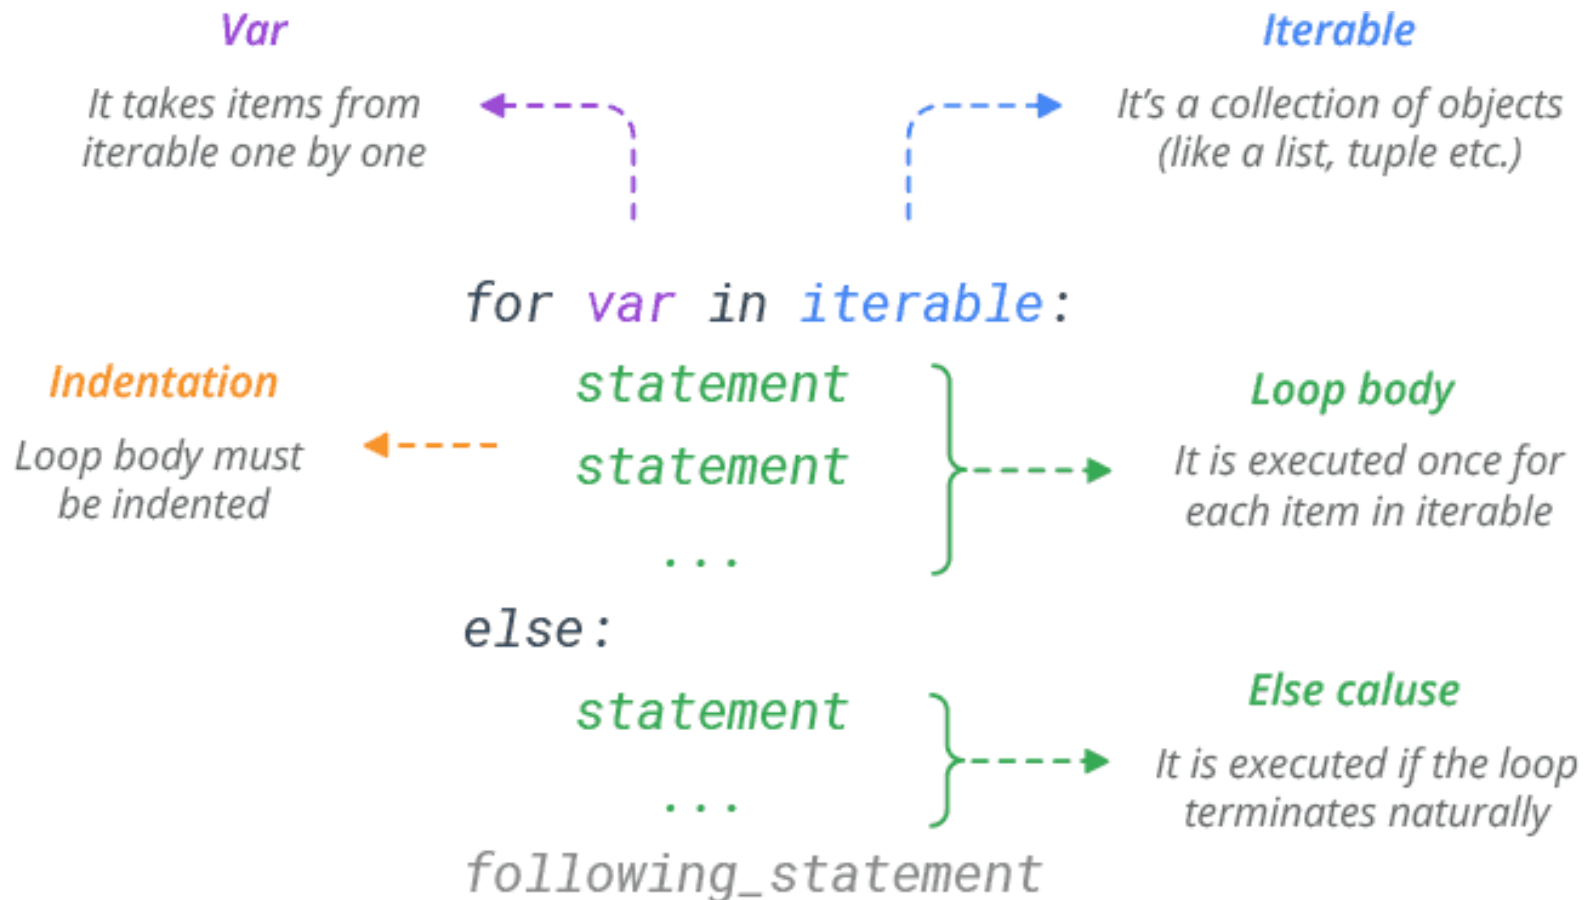 Var
It takes items from
iterable one by one
Iterable
It's a collection of objects
(like a list, tuple etc.)
for var in iterable:
statement
statement
...
Indentation
Loop body must
be indented
Loop body
It is executed once for
each item in iterable
else:
statement
...
Else caluse
It is executed if the loop
terminates naturally
following_statement